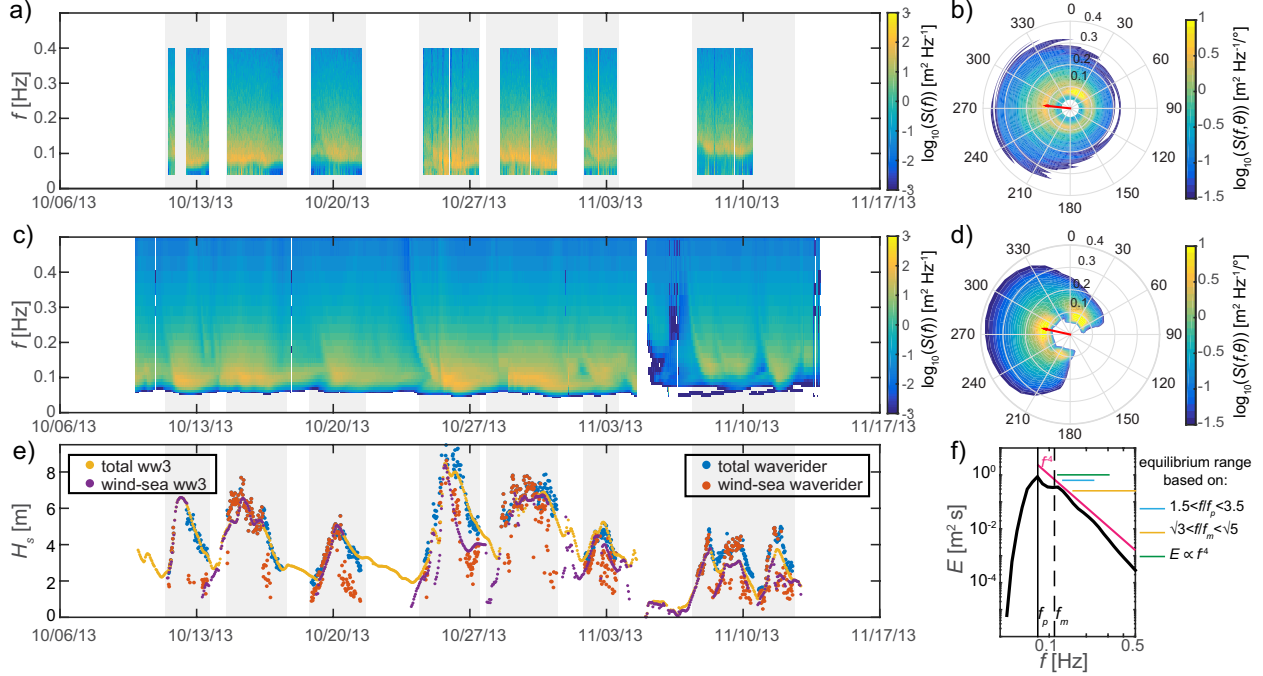 a)
f [Hz]
0.4
0.3
0.2
0.1
0
10/06/13 10/13/13 10/20/13 10/27/13 11/03/13 11/10/13 11/17/13
3
2
1
0
-1
-2
-3
log₁₀(S(f)) [m² Hz⁻¹]
b)
0
30
60
90
120
150
180
210
240
270
300
330
0.4
0.3
0.2
0.1
1
0.5
0
-0.5
-1
-1.5
log₁₀(S(f,θ)) [m² Hz⁻¹/°]
c)
f [Hz]
0.4
0.3
0.2
0.1
0
10/06/13 10/13/13 10/20/13 10/27/13 11/03/13 11/10/13 11/17/13
3
2
1
0
-1
-2
-3
log₁₀(S(f)) [m² Hz⁻¹]
d)
0
30
60
90
120
150
180
210
240
270
300
330
0.4
0.3
0.2
0.1
1
0.5
0
-0.5
-1
-1.5
log₁₀(S(f,θ)) [m² Hz⁻¹/°]
e)
Hₛ [m]
8
6
4
2
0
total ww3
wind-sea ww3
total waverider
wind-sea waverider
10/06/13 10/13/13 10/20/13 10/27/13 11/03/13 11/10/13 11/17/13
f)
E [m² s]
10⁰
10⁻²
10⁻⁴
f⁻⁴
fₚ fₘ
0.1 0.5
f [Hz]
equilibrium range
based on:
1.5<f/fₚ<3.5
√3<f/fₘ<√5
E ∝ f⁴